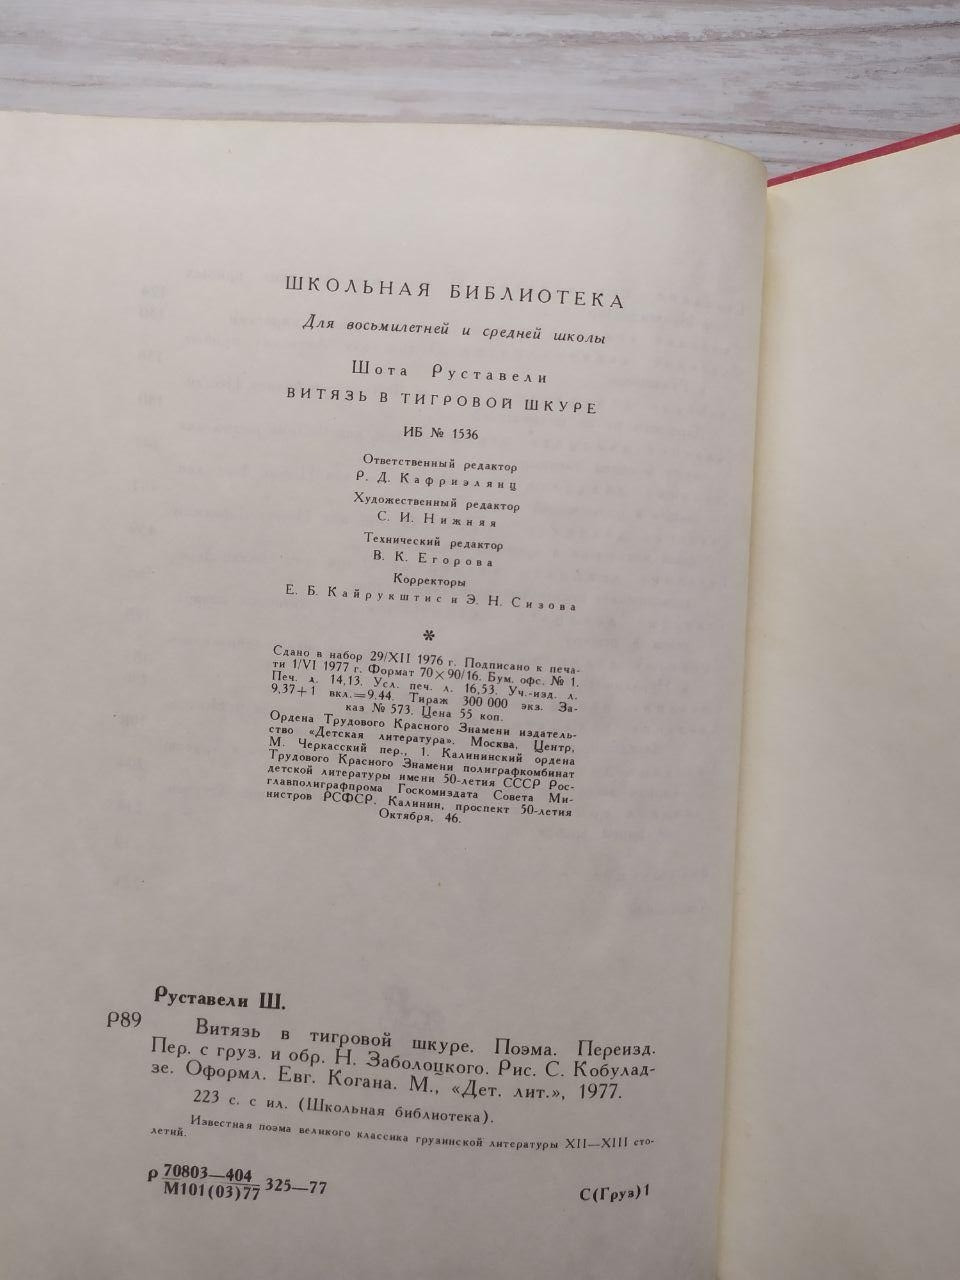 ШКОЛЬНАЯ БИБЛИОТЕКА
Для восьмилетней и средней школы
Шота Руставели
ВИТЯЗЬ В ТИГРОВОЙ ШКУРЕ
ИБ № 1536
Ответственный редактор
Р. Д. Кафриэлянц
Художественный редактор
С. И. Нижняя
Технический редактор
В. К. Егорова
Корректоры
Е. Б. Кайрукштис и Э. Н. Сизова
*
Сдано в набор 29/XII 1976 г. Подписано к печа-
ти 1/VI 1977 г. Формат 70×90/16. Бум. офс. № 1.
Печ. л. 14,13. Усл. печ. л. 16,53. Уч.-изд. л.
9,37+1 вкл.=9,44. Тираж 300 000 экз. За-
каз № 573. Цена 55 коп.
Ордена Трудового Красного Знамени издатель-
ство «Детская литература». Москва, Центр,
М. Черкасский пер., 1. Калининский ордена
Трудового Красного Знамени полиграфкомбинат
детской литературы имени 50-летия СССР Рос-
главполиграфпрома Госкомиздата Совета Ми-
нистров РСФСР. Калинин, проспект 50-летия
Октября, 46.
Руставели Ш.
Р89 Витязь в тигровой шкуре. Поэма. Переизд.
Пер. с груз. и обр. Н. Заболоцкого. Рис. С. Кобулад-
зе. Оформл. Евг. Когана. М., «Дет. лит.», 1977.
223 с. с ил. (Школьная библиотека).
Известная поэма великого классика грузинской литературы XII—XIII сто-
летий.
Р 70803—404
М101(03)77 325—77
С(Груз)1